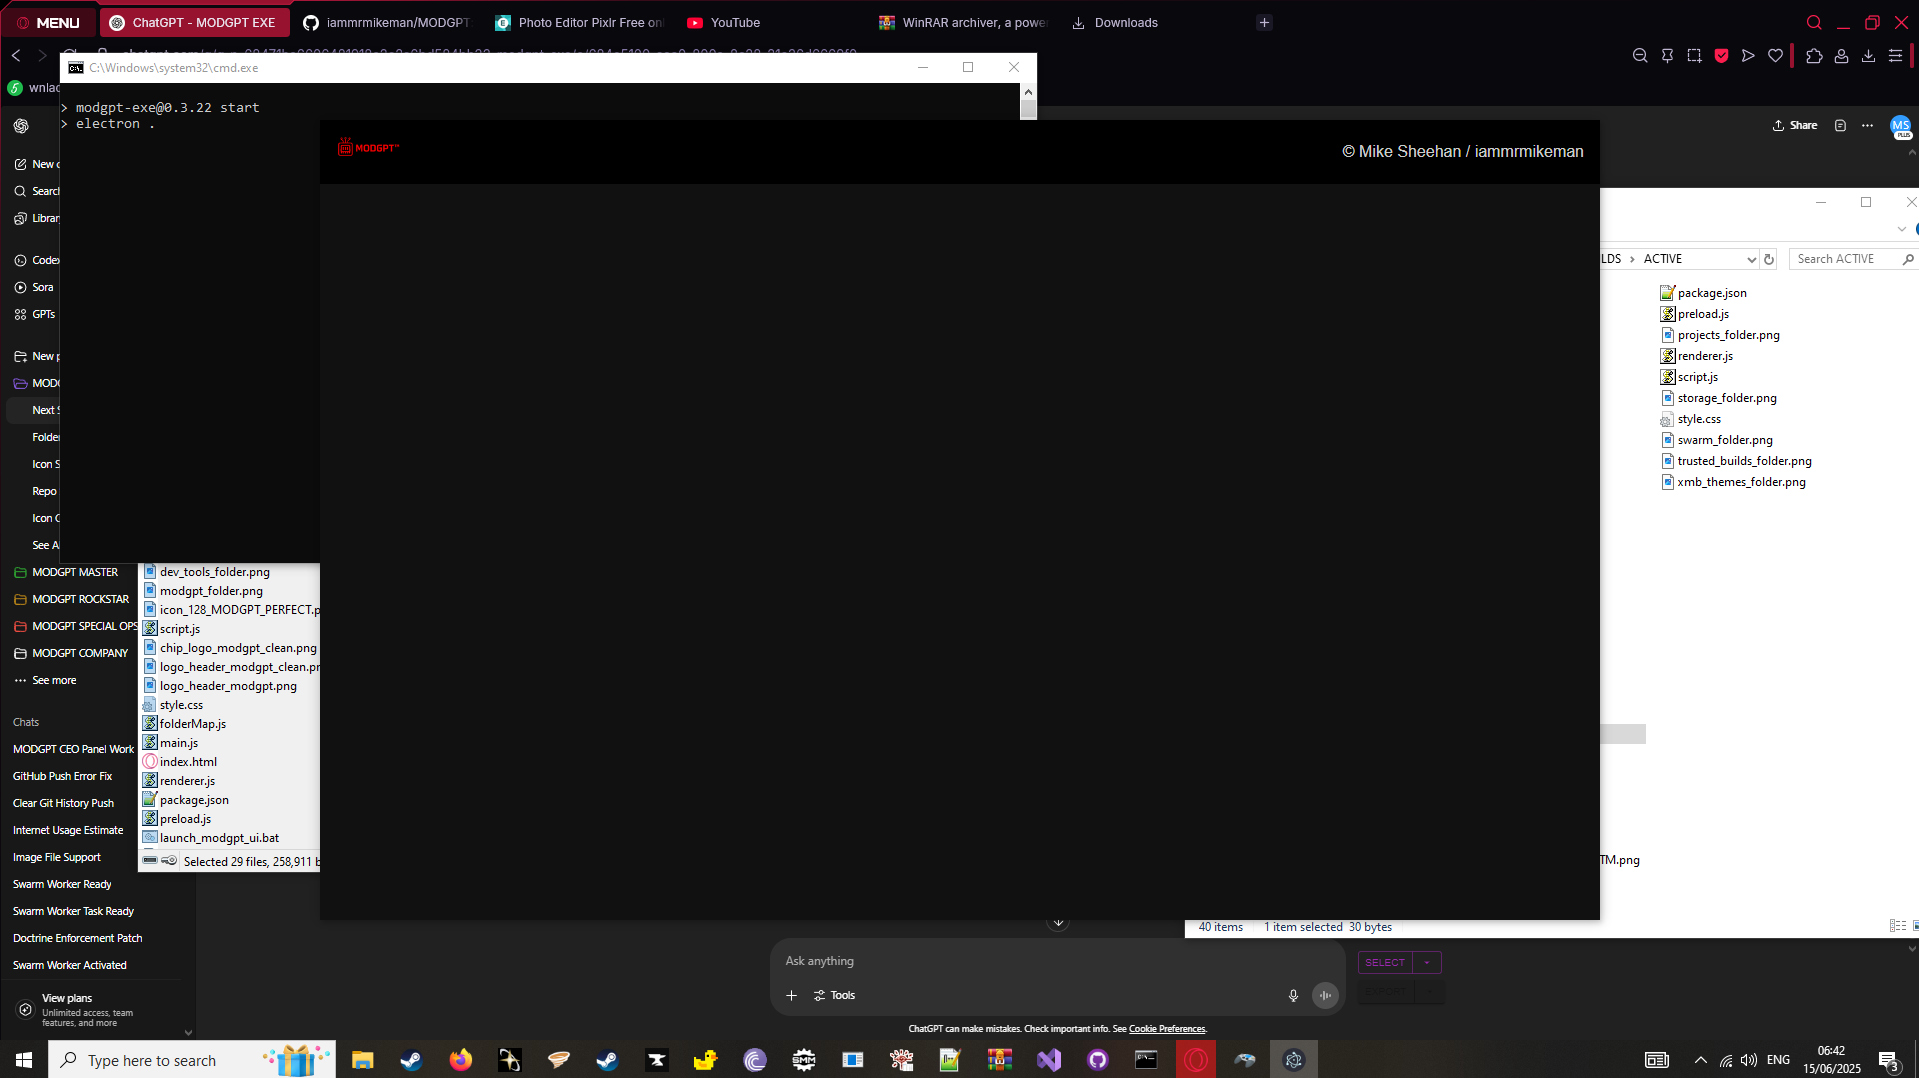 MENU
ChatGPT - MODGPT EXE
iammrmikeman/MODGPT
Photo Editor Pixlr Free on
YouTube
WinRAR archiver, a powe
Downloads
C:\Windows\system32\cmd.exe
wnlac
> modgpt-exe@0.3.22 start
> electron .
MODGPT™
© Mike Sheehan / iammrmikeman
Share
MS
PLUS
New c
Search
Librar
Codex
Sora
GPTs
New p
MODG
Next S
Folder
Icon S
Repo
Icon C
See A
MODGPT MASTER
MODGPT ROCKSTAR
MODGPT SPECIAL OPS
MODGPT COMPANY
See more
Chats
MODGPT CEO Panel Work
GitHub Push Error Fix
Clear Git History Push
Internet Usage Estimate
Image File Support
Swarm Worker Ready
Swarm Worker Task Ready
Doctrine Enforcement Patch
Swarm Worker Activated
View plans
Unlimited access, team
features, and more
dev_tools_folder.png
modgpt_folder.png
icon_128_MODGPT_PERFECT.p
script.js
chip_logo_modgpt_clean.png
logo_header_modgpt_clean.pn
logo_header_modgpt.png
style.css
folderMap.js
main.js
index.html
renderer.js
package.json
preload.js
launch_modgpt_ui.bat
Selected 29 files, 258,911 b
LDS > ACTIVE
Search ACTIVE
package.json
preload.js
projects_folder.png
renderer.js
script.js
storage_folder.png
style.css
swarm_folder.png
trusted_builds_folder.png
xmb_themes_folder.png
TM.png
40 items 1 item selected 30 bytes
Ask anything
Tools
SELECT
ChatGPT can make mistakes. Check important info. See Cookie Preferences.
Type here to search
ENG
06:42
15/06/2025
3